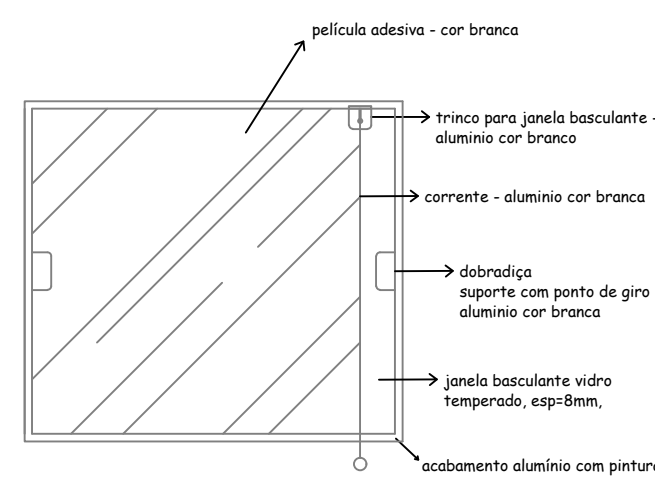 película adesiva - cor branca
trinco para janela basculante -
aluminio cor branco
corrente - aluminio cor branca
dobradiça
suporte com ponto de giro
aluminio cor branca
janela basculante vidro
temperado, esp=8mm,
acabamento alumínio com pintura